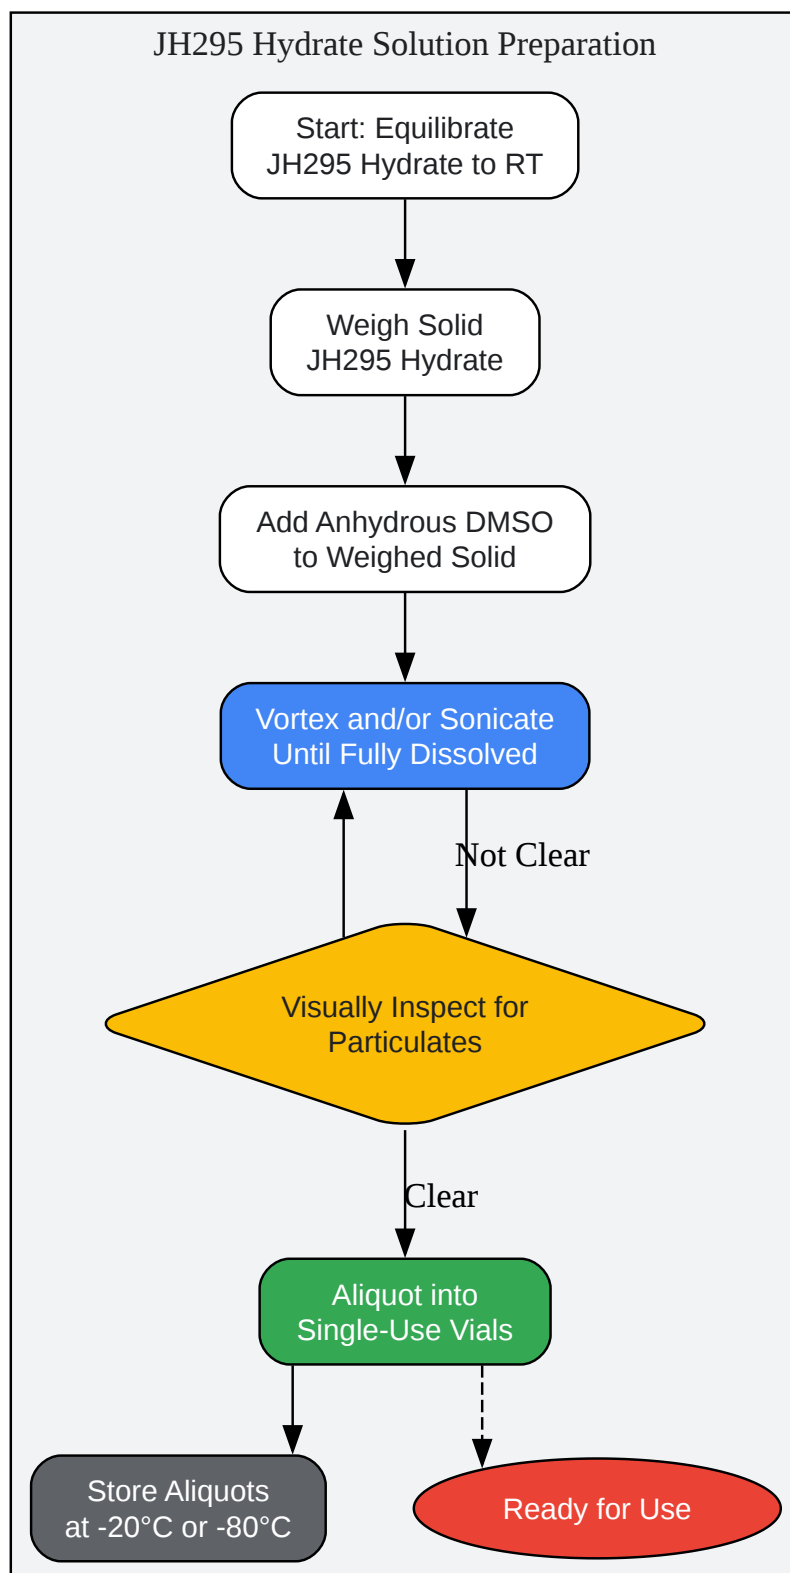 JH295 Hydrate Solution Preparation
Start: Equilibrate
JH295 Hydrate to RT
Weigh Solid
JH295 Hydrate
Add Anhydrous DMSO
to Weighed Solid
Vortex and/or Sonicate
Until Fully Dissolved
Not Clear
Visually Inspect for
Particulates
Clear
Aliquot into
Single-Use Vials
Store Aliquots
at -20°C or -80°C
Ready for Use